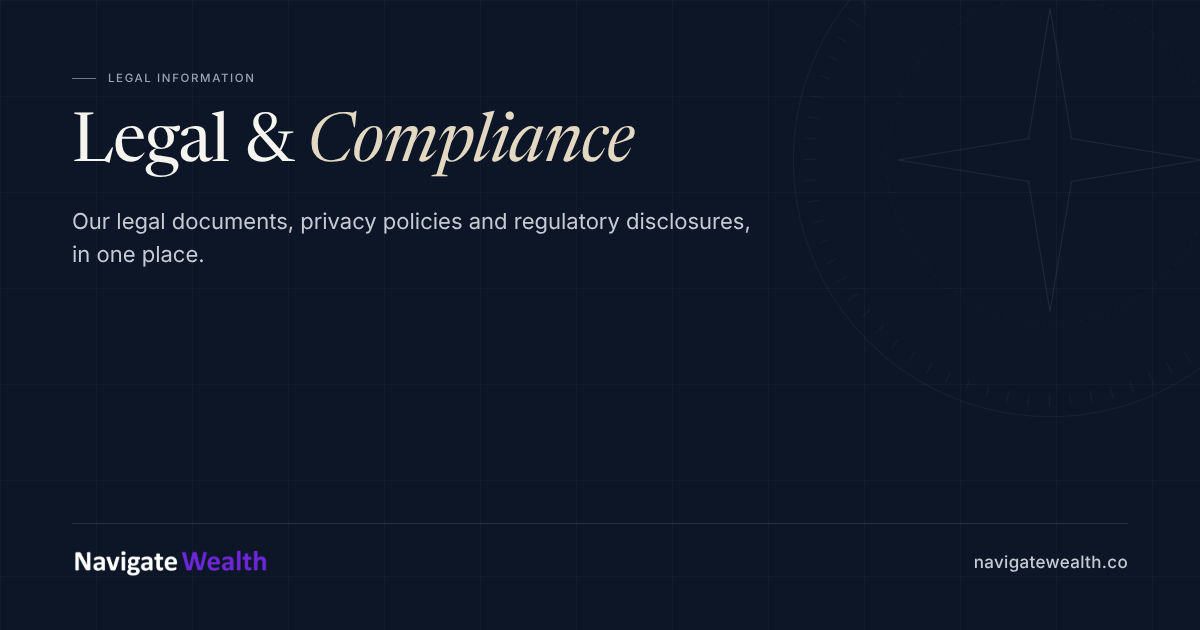 LEGAL INFORMATION
Legal & Compliance
Our legal documents, privacy policies and regulatory disclosures,
in one place.
Navigate Wealth
navigatewealth.co